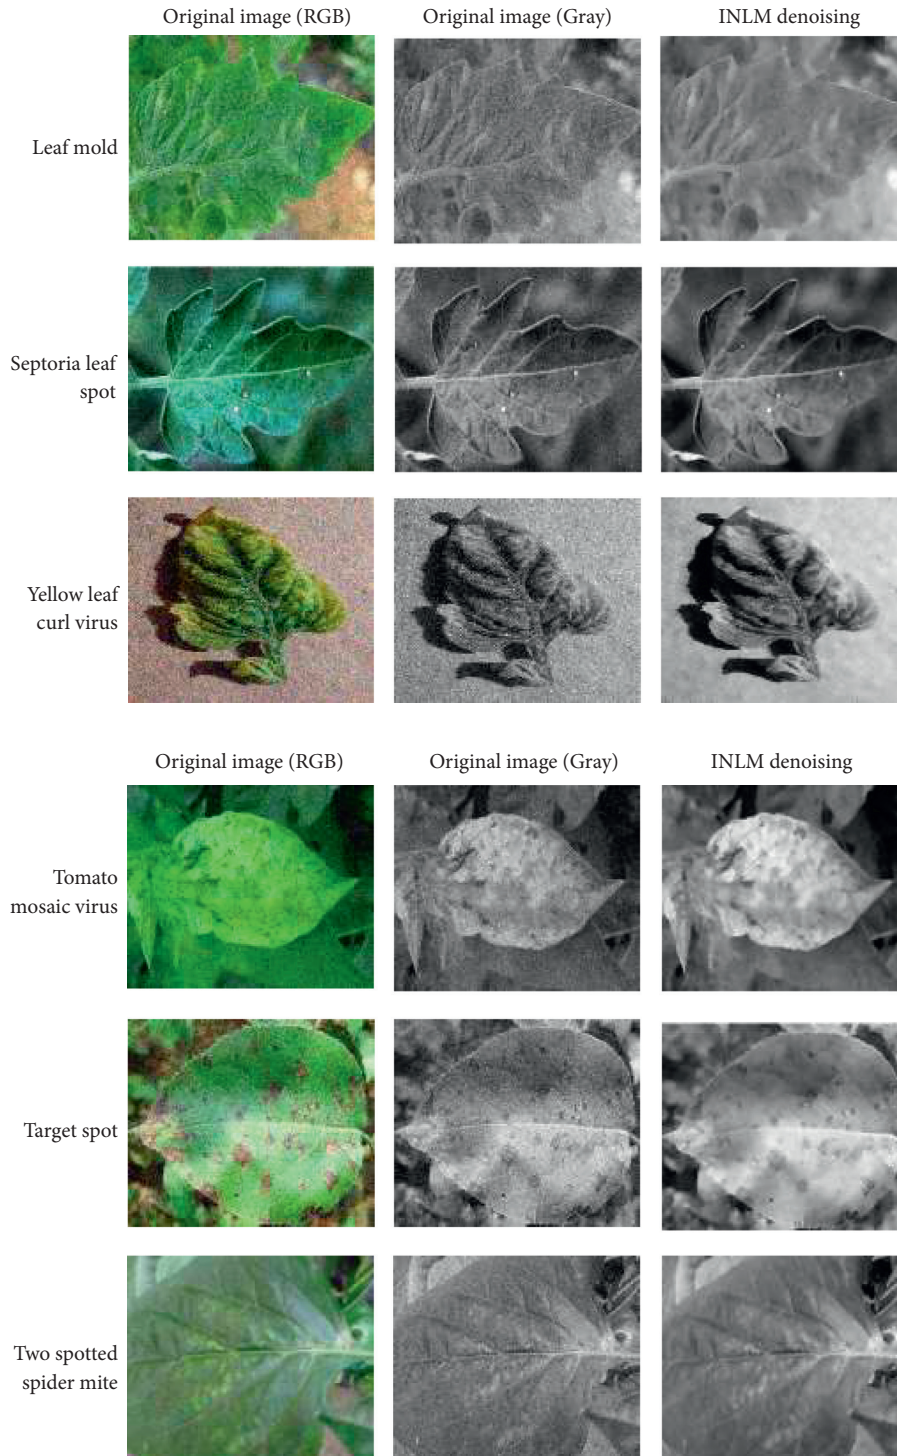 Original image (RGB) Original image (Gray) INLM denoising
Leaf mold
Septoria leaf
spot
Yellow leaf
curl virus
Original image (RGB) Original image (Gray) INLM denoising
Tomato
mosaic virus
Target spot
Two spotted
spider mite